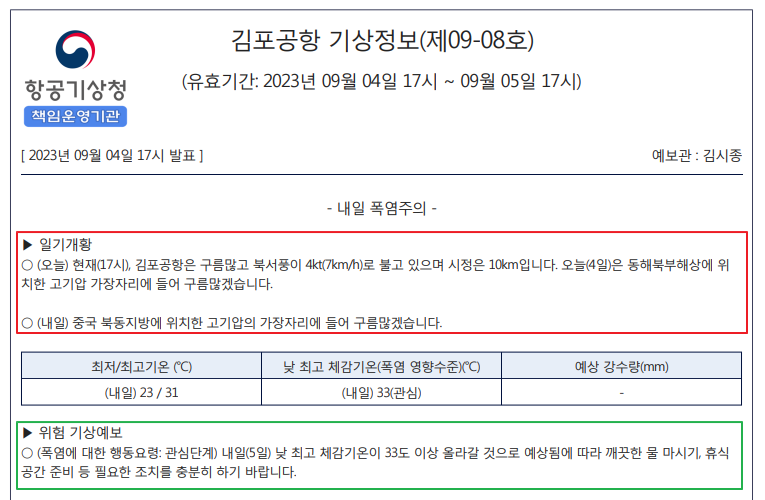 김포공항 기상정보(제09-08호)
(유효기간: 2023년 09월 04일 17시 ~ 09월 05일 17시)
항공기상청
책임운영기관
[ 2023년 09월 04일 17시 발표 ]
예보관 : 김시종
- 내일 폭염주의 -
▶ 일기개황
○ (오늘) 현재(17시), 김포공항은 구름많고 북서풍이 4kt(7km/h)로 불고 있으며 시정은 10km입니다. 오늘(4일)은 동해북부해상에 위
치한 고기압 가장자리에 들어 구름많겠습니다.
○ (내일) 중국 북동지방에 위치한 고기압의 가장자리에 들어 구름많겠습니다.
최저/최고기온 (℃)
낮 최고 체감기온(폭염 영향수준)(℃)
예상 강수량(mm)
(내일) 23 / 31
(내일) 33(관심)
-
▶ 위험 기상예보
○ (폭염에 대한 행동요령: 관심단계) 내일(5일) 낮 최고 체감기온이 33도 이상 올라갈 것으로 예상됨에 따라 깨끗한 물 마시기, 휴식
공간 준비 등 필요한 조치를 충분히 하기 바랍니다.